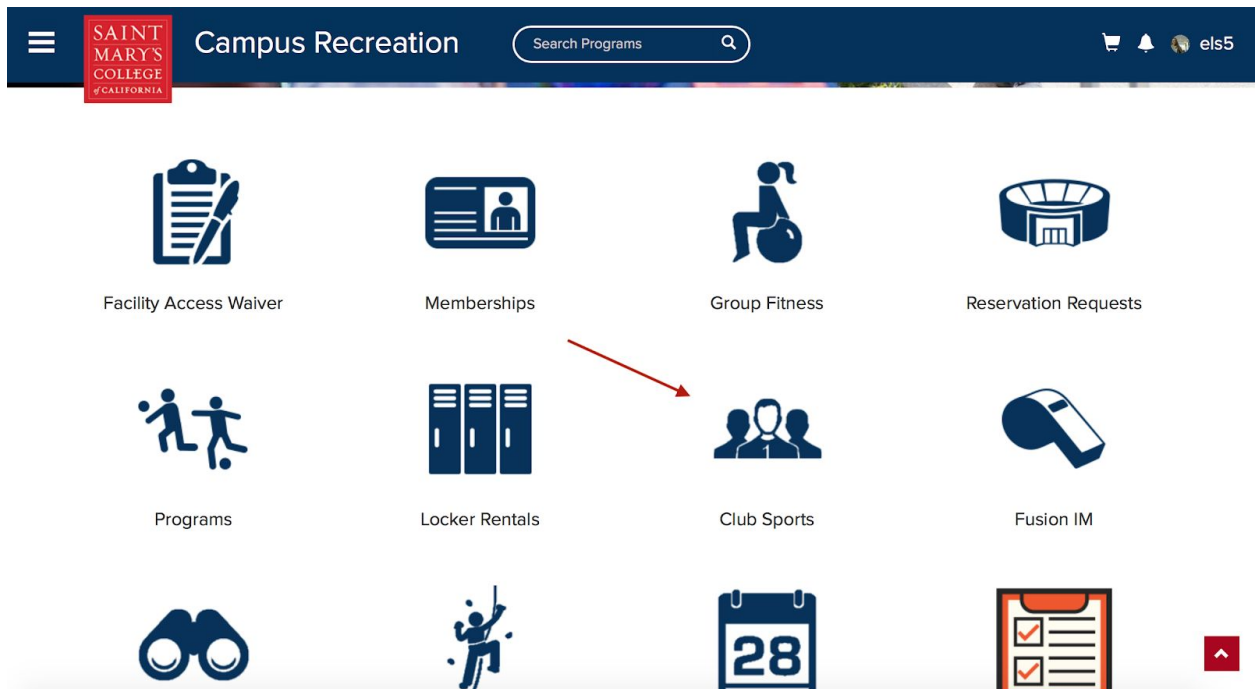 SAINT
MARY'S
COLLEGE
of CALIFORNIA
Campus Recreation
Search Programs
els5
Facility Access Waiver
Memberships
Group Fitness
Reservation Requests
1
Programs
Locker Rentals
Club Sports
Fusion IM
28